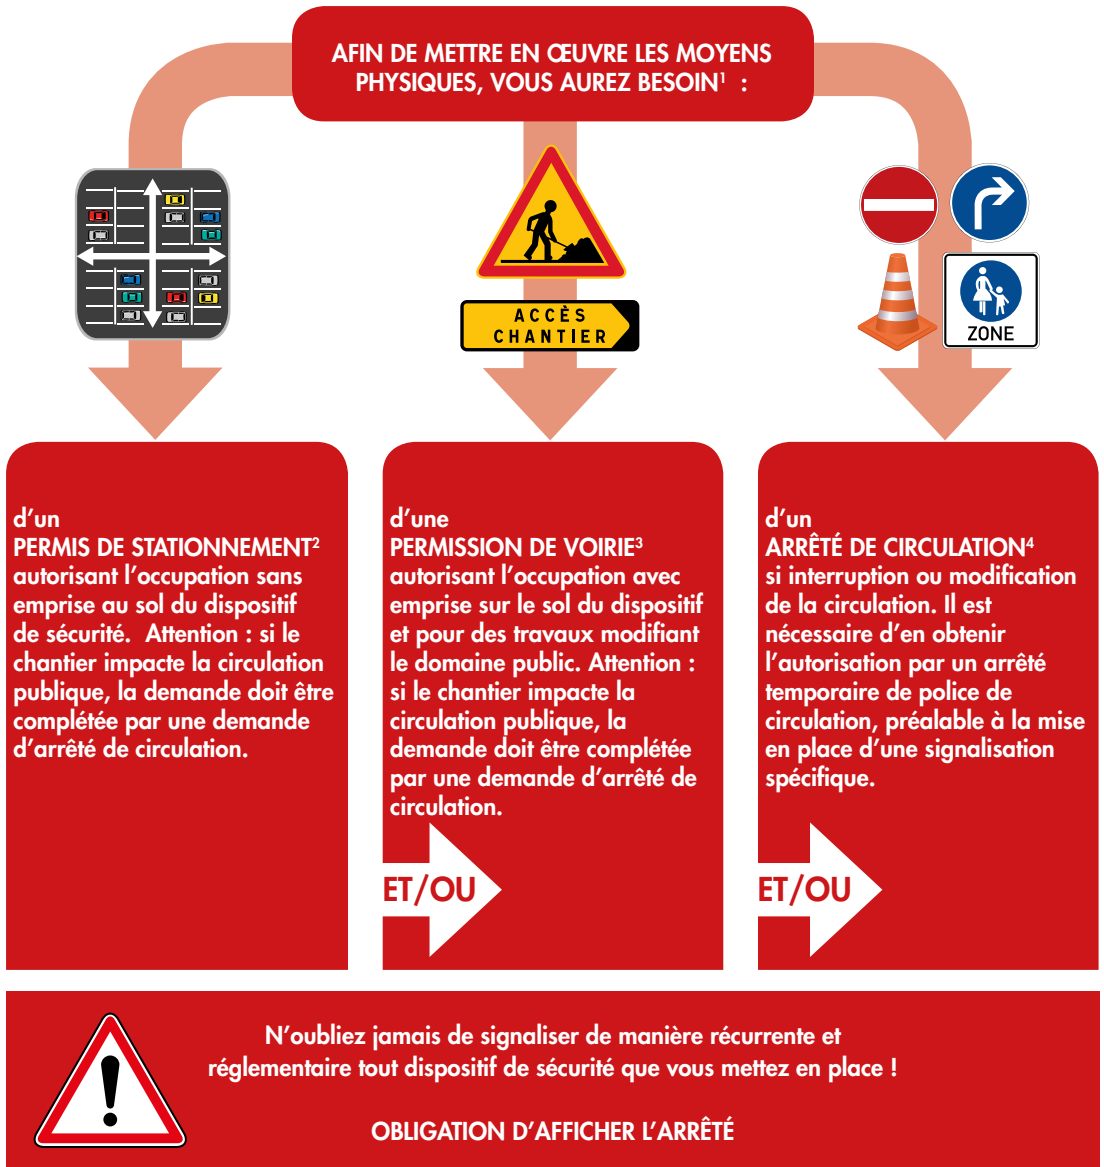 AFIN DE METTRE EN ŒUVRE LES MOYENS
PHYSIQUES, VOUS AUREZ BESOIN¹ :
ACCÈS
CHANTIER
ZONE
d'un
PERMIS DE STATIONNEMENT²
autorisant l'occupation sans
emprise au sol du dispositif
de sécurité. Attention : si le
chantier impacte la circulation
publique, la demande doit être
complétée par une demande
d'arrêté de circulation.
d'une
PERMISSION DE VOIRIE³
autorisant l'occupation avec
emprise sur le sol du dispositif
et pour des travaux modifiant
le domaine public. Attention :
si le chantier impacte la
circulation publique, la
demande doit être complétée
par une demande d'arrêté de
circulation.
ET/OU
d'un
ARRÊTÉ DE CIRCULATION⁴
si interruption ou modification
de la circulation. Il est
nécessaire d'en obtenir
l'autorisation par un arrêté
temporaire de police de
circulation, préalable à la mise
en place d'une signalisation
spécifique.
ET/OU
N'oubliez jamais de signaliser de manière récurrente et
réglementaire tout dispositif de sécurité que vous mettez en place !
OBLIGATION D'AFFICHER L'ARRÊTÉ